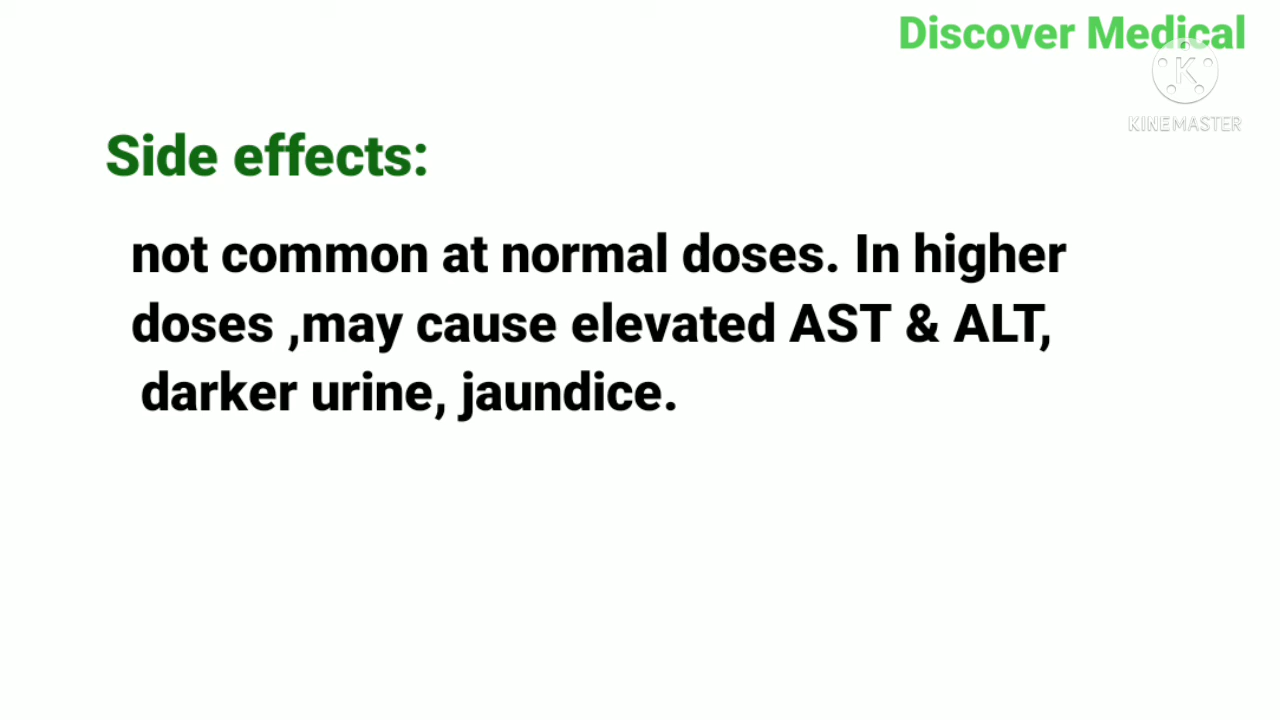 Discover Medical
K
KINEMASTER
Side effects:
not common at normal doses. In higher
doses ,may cause elevated AST & ALT,
darker urine, jaundice.